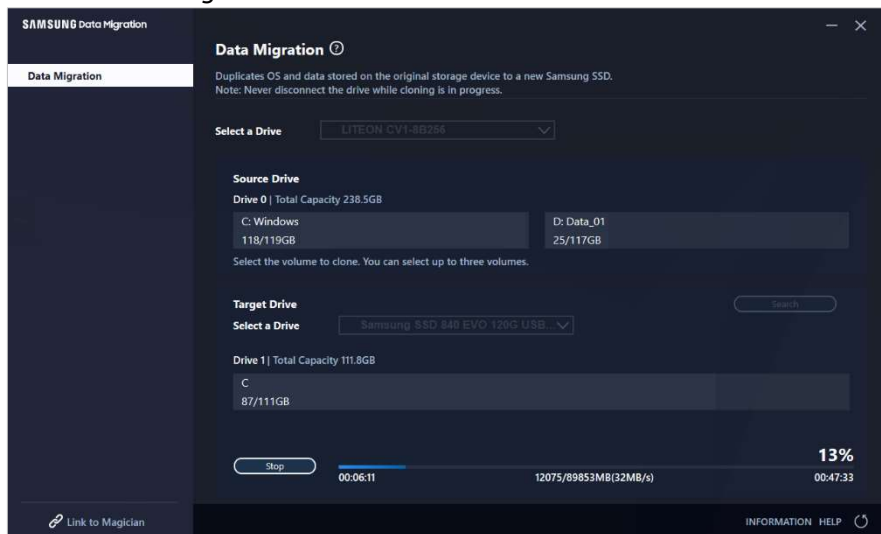 SAMSUNG Data Migration
Data Migration
Data Migration ?
Duplicates OS and data stored on the original storage device to a new Samsung SSD.
Note: Never disconnect the drive while cloning is in progress.
Select a Drive LITEON CV1-8B256
Source Drive
Drive 0 | Total Capacity 238.5GB
C: Windows D: Data_01
118/119GB 25/117GB
Select the volume to clone. You can select up to three volumes.
Target Drive Search
Select a Drive Samsung SSD 840 EVO 120G USB...
Drive 1 | Total Capacity 111.8GB
C
87/111GB
13%
Stop
00:06:11 12075/89853MB(32MB/s) 00:47:33
Link to Magician INFORMATION HELP